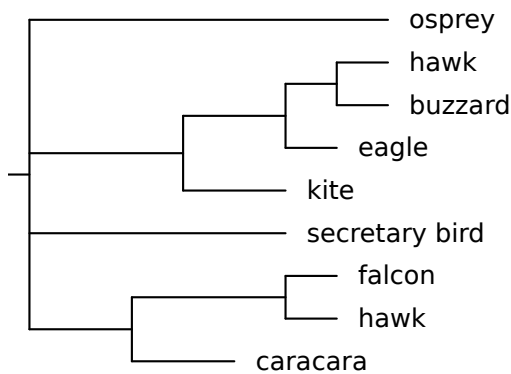 osprey
hawk
buzzard
eagle
kite
secretary bird
falcon
hawk
caracara